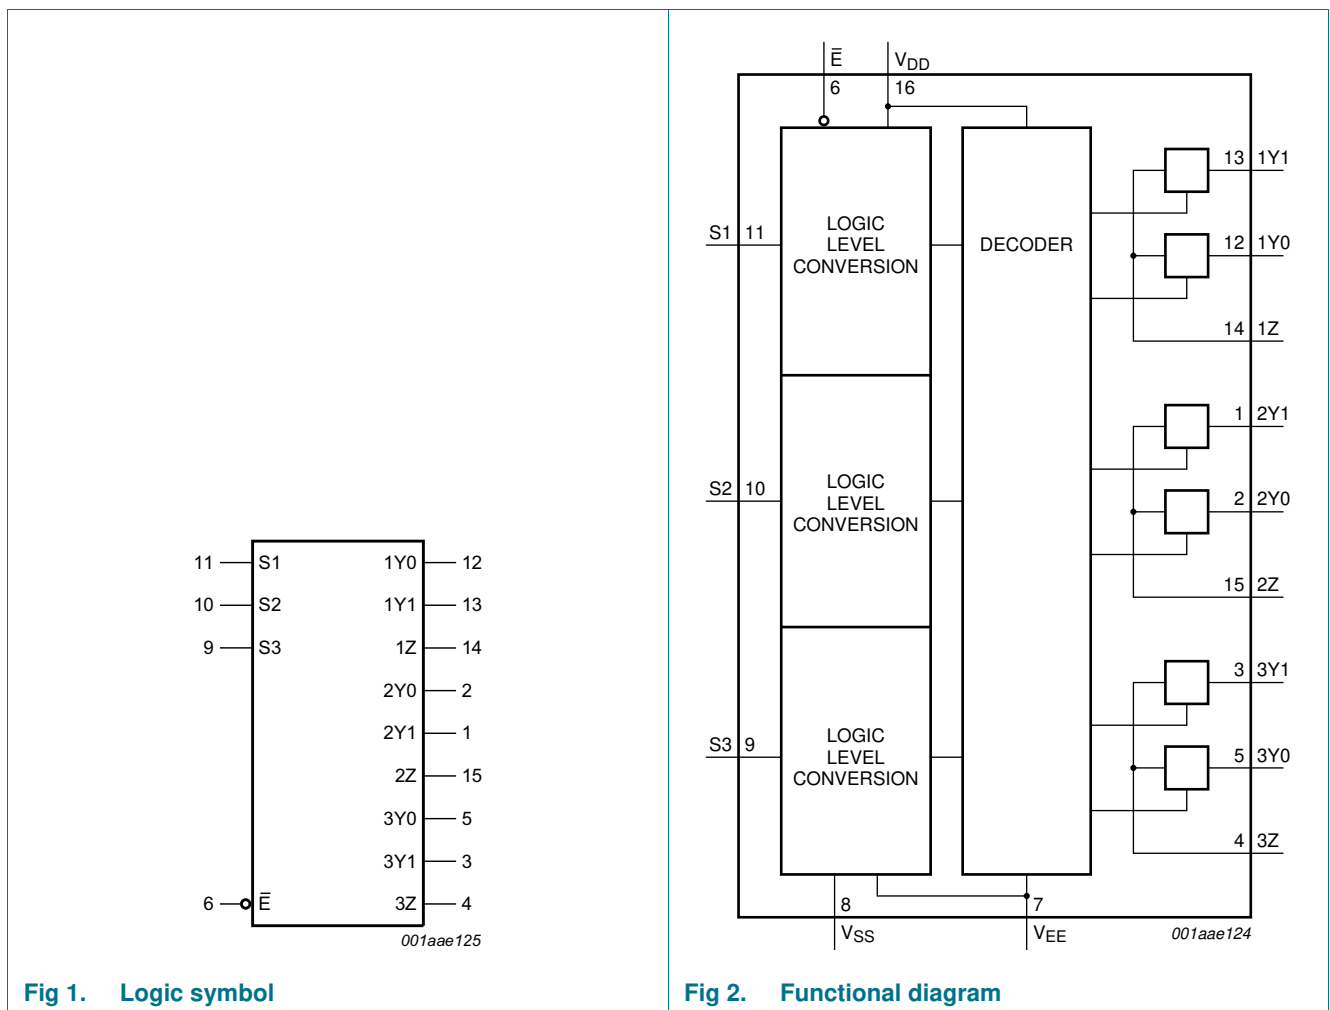 11 S1 1Y0 12
10 S2 1Y1 13
9 S3 1Z 14
2Y0 2
2Y1 1
2Z 15
3Y0 5
3Y1 3
6 E̅ 3Z 4
001aae125
Fig 1. Logic symbol
E̅ VDD
6 16
LOGIC
LEVEL
CONVERSION
S1 11
DECODER
LOGIC
LEVEL
CONVERSION
S2 10
LOGIC
LEVEL
CONVERSION
S3 9
13 1Y1
12 1Y0
14 1Z
1 2Y1
2 2Y0
15 2Z
3 3Y1
5 3Y0
4 3Z
8 7
VSS VEE
001aae124
Fig 2. Functional diagram